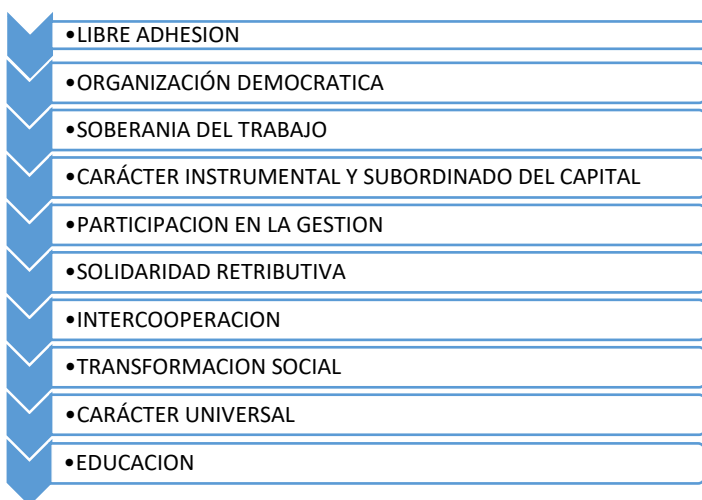 •LIBRE ADHESION
•ORGANIZACIÓN DEMOCRATICA
•SOBERANIA DEL TRABAJO
•CARÁCTER INSTRUMENTAL Y SUBORDINADO DEL CAPITAL
•PARTICIPACION EN LA GESTION
•SOLIDARIDAD RETRIBUTIVA
•INTERCOOPERACION
•TRANSFORMACION SOCIAL
•CARÁCTER UNIVERSAL
•EDUCACION